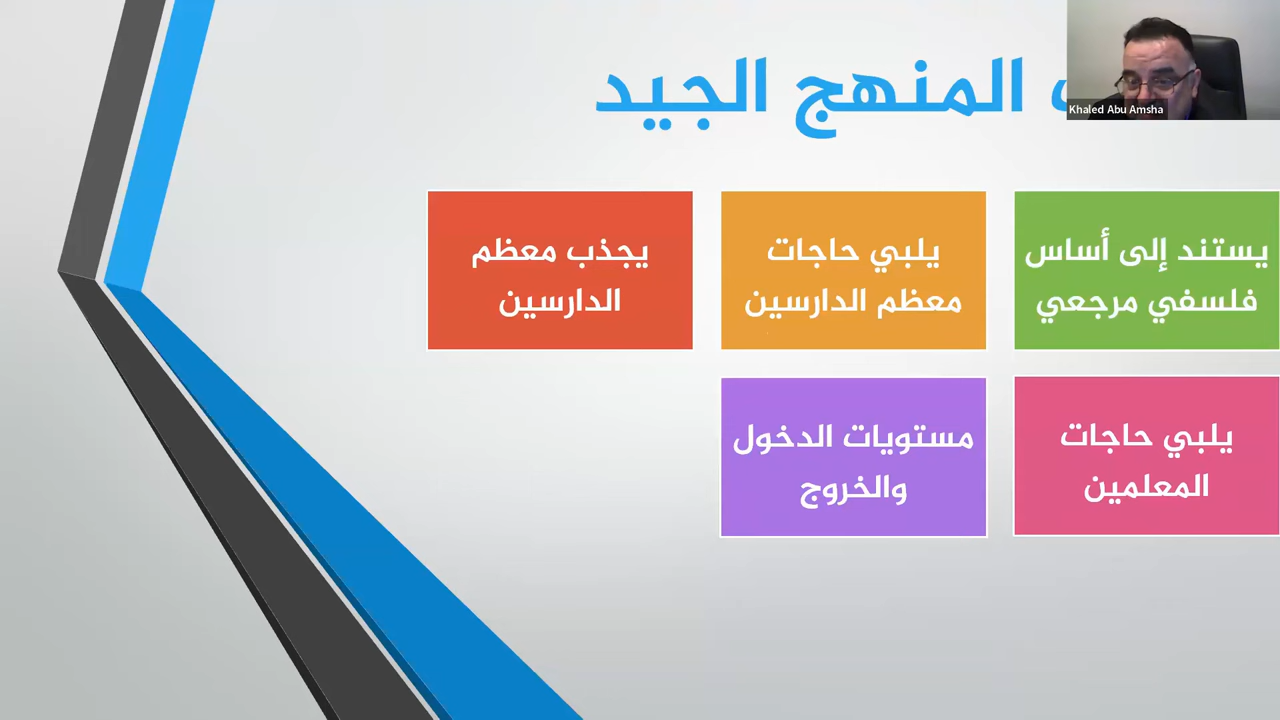 المنهج الجيد
Khaled Abu Amsha
يستند إلى أساس
فلسفي مرجعي
يلبي حاجات
معظم الدارسين
يجذب معظم
الدارسين
يلبي حاجات
المعلمين
مستويات الدخول
والخروج